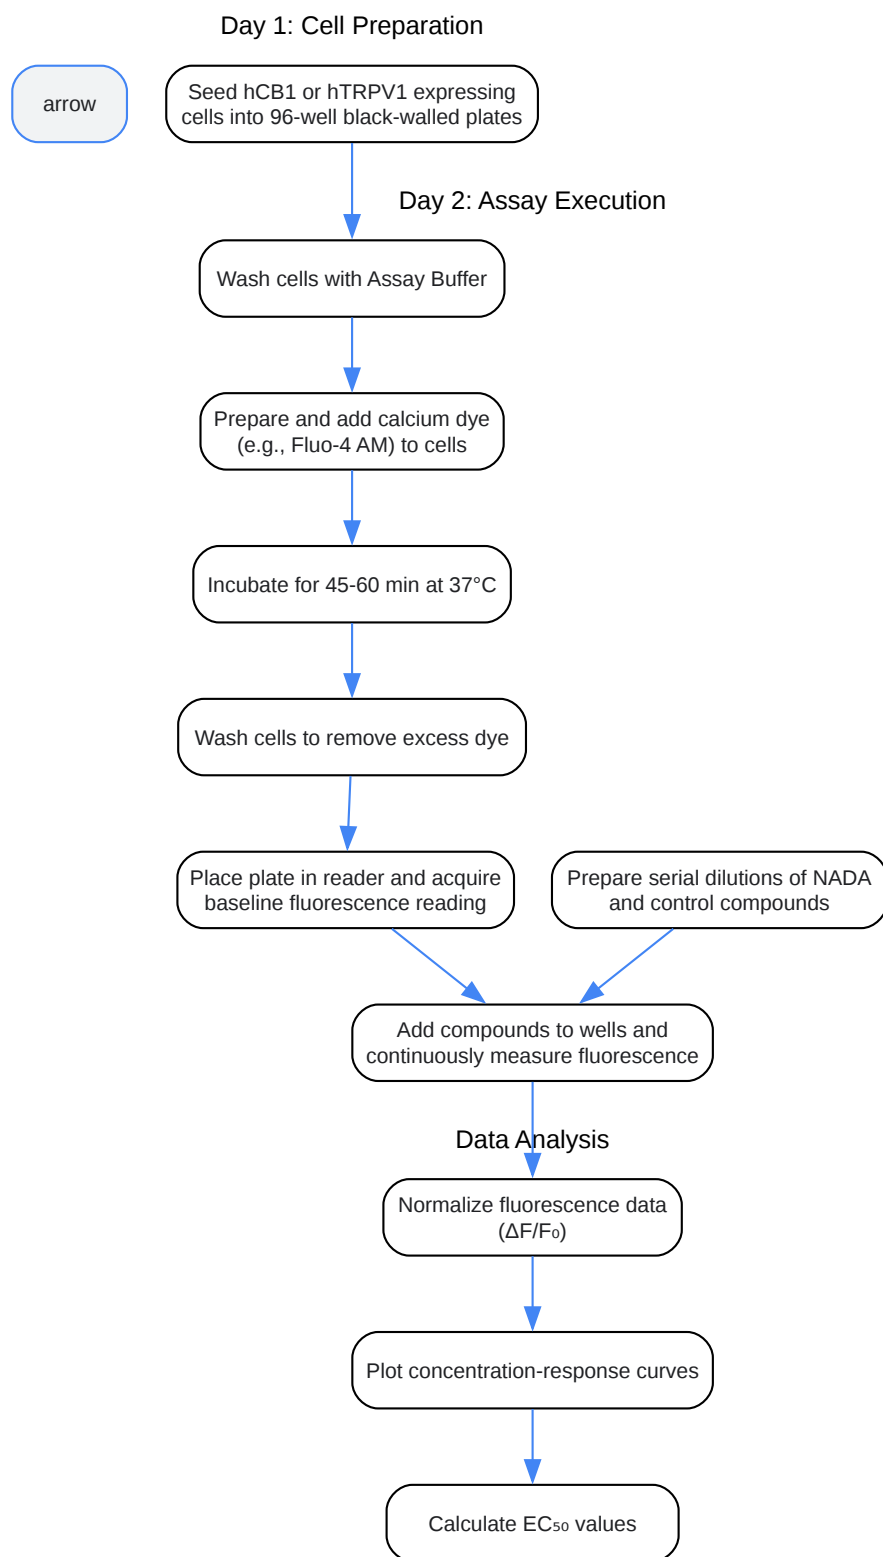 Day 1: Cell Preparation
arrow
Seed hCB1 or hTRPV1 expressing
cells into 96-well black-walled plates
Day 2: Assay Execution
Wash cells with Assay Buffer
Prepare and add calcium dye
(e.g., Fluo-4 AM) to cells
Incubate for 45-60 min at 37°C
Wash cells to remove excess dye
Place plate in reader and acquire
baseline fluorescence reading
Prepare serial dilutions of NADA
and control compounds
Add compounds to wells and
continuously measure fluorescence
Data Analysis
Normalize fluorescence data
(ΔF/F₀)
Plot concentration-response curves
Calculate EC₅₀ values